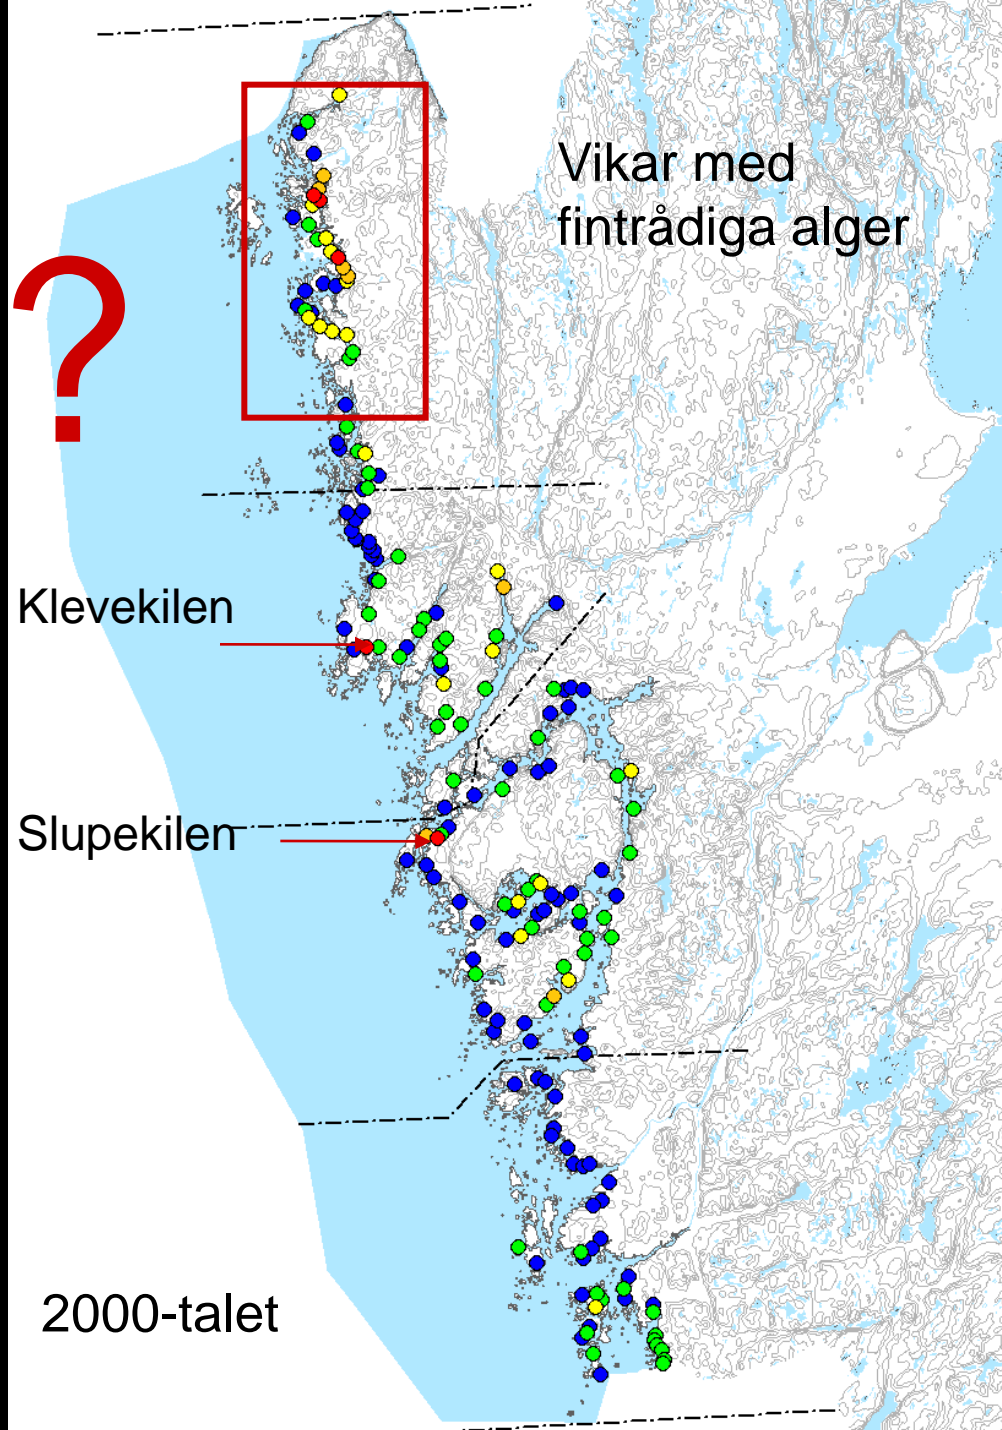 Vikar med
fintrådiga alger
?
Klevekilen
Slupekilen
2000-talet